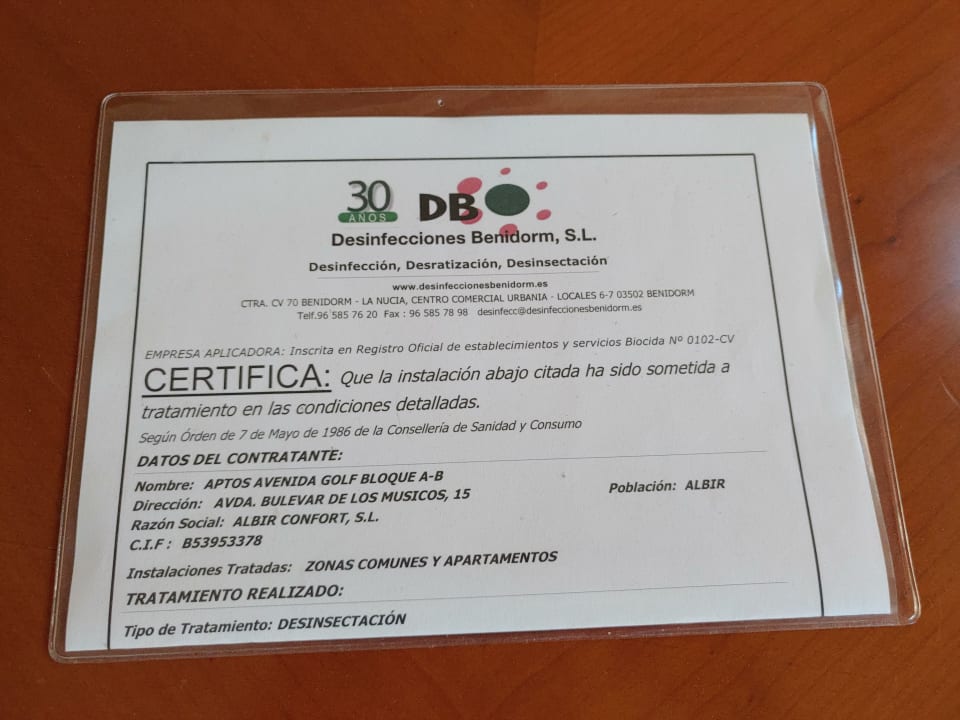 30
AÑOS
DB
Desinfecciones Benidorm, S.L.
Desinfección, Desratización, Desinsectación
www.desinfeccionesbenidorm.es
CTRA. CV 70 BENIDORM - LA NUCIA, CENTRO COMERCIAL URBANIA - LOCALES 6-7 03502 BENIDORM
Telf.96 585 76 20 Fax : 96 585 78 98 desinfecc@desinfeccionesbenidorm.es
EMPRESA APLICADORA: Inscrita en Registro Oficial de establecimientos y servicios Biocida Nº 0102-CV
CERTIFICA: Que la instalación abajo citada ha sido sometida a
tratamiento en las condiciones detalladas.
Según Órden de 7 de Mayo de 1986 de la Consellería de Sanidad y Consumo
DATOS DEL CONTRATANTE:
Nombre: APTOS AVENIDA GOLF BLOQUE A-B
Dirección: AVDA. BULEVAR DE LOS MUSICOS, 15 Población: ALBIR
Razón Social: ALBIR CONFORT, S.L.
C.I.F : B53953378
Instalaciones Tratadas: ZONAS COMUNES Y APARTAMENTOS
TRATAMIENTO REALIZADO:
Tipo de Tratamiento: DESINSECTACIÓN